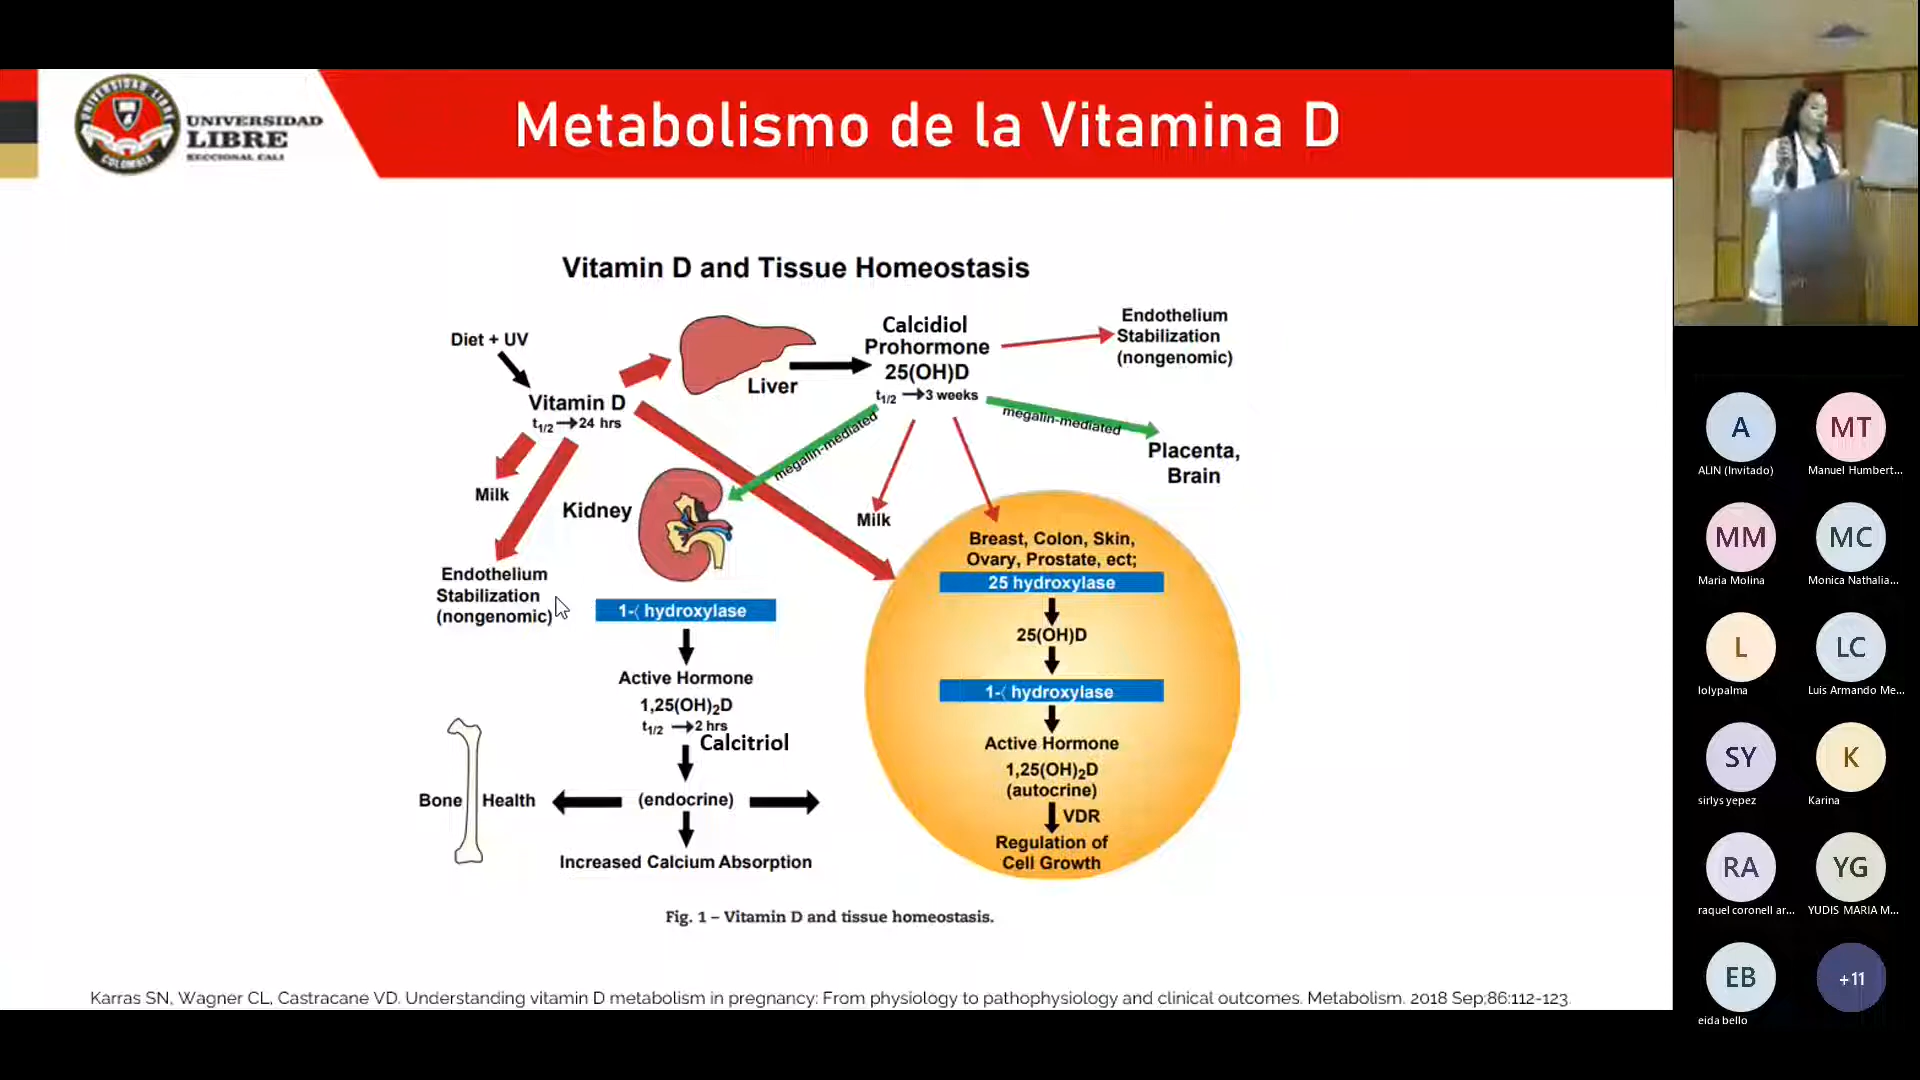 UNIVERSIDAD LIBRE
COLOMBIA
UNIVERSIDAD
LIBRE
SECCIONAL CALI
Metabolismo de la Vitamina D
Vitamin D and Tissue Homeostasis
Diet + UV
Vitamin D
t1/2 → 24 hrs
Milk
Endothelium
Stabilization
(nongenomic)
Liver
Calcidiol
Prohormone
25(OH)D
t1/2 → 3 weeks
Endothelium
Stabilization
(nongenomic)
megalin-mediated
megalin-mediated
Placenta,
Brain
Kidney
Milk
1-⟨ hydroxylase
Active Hormone
1,25(OH)2D
t1/2 → 2 hrs
Calcitriol
Bone Health
(endocrine)
Increased Calcium Absorption
Breast, Colon, Skin,
Ovary, Prostate, ect;
25 hydroxylase
25(OH)D
1-⟨ hydroxylase
Active Hormone
1,25(OH)2D
(autocrine)
VDR
Regulation of
Cell Growth
Fig. 1 – Vitamin D and tissue homeostasis.
Karras SN, Wagner CL, Castracane VD. Understanding vitamin D metabolism in pregnancy: From physiology to pathophysiology and clinical outcomes. Metabolism. 2018 Sep;86:112-123.
A
ALIN (Invitado)
MT
Manuel Humbert...
MM
Maria Molina
MC
Monica Nathalia...
L
lolypalma
LC
Luis Armando Me...
SY
sirlys yepez
K
Karina
RA
raquel coronell ar...
YG
YUDIS MARIA M...
EB
eida bello
+11